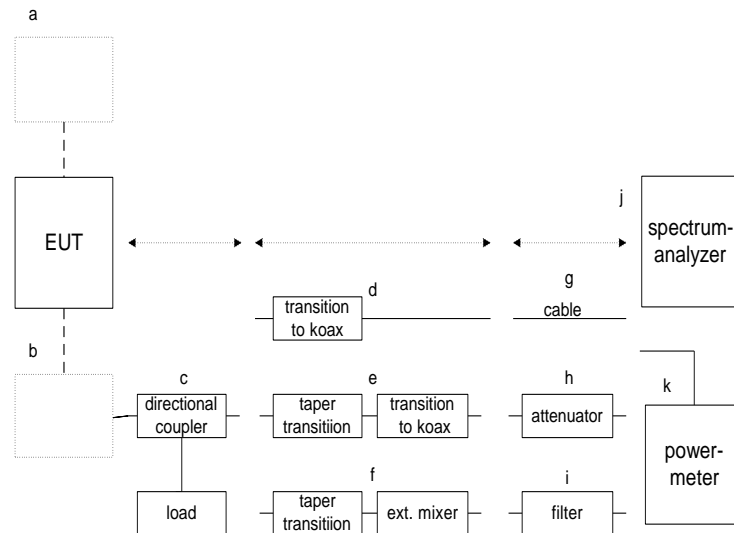 a
EUT
j
spectrum-
analyzer
d
transition
to koax
g
cable
b
c
directional
coupler
e
taper
transitiion
transition
to koax
h
attenuator
k
power-
meter
load
f
taper
transitiion
ext. mixer
i
filter